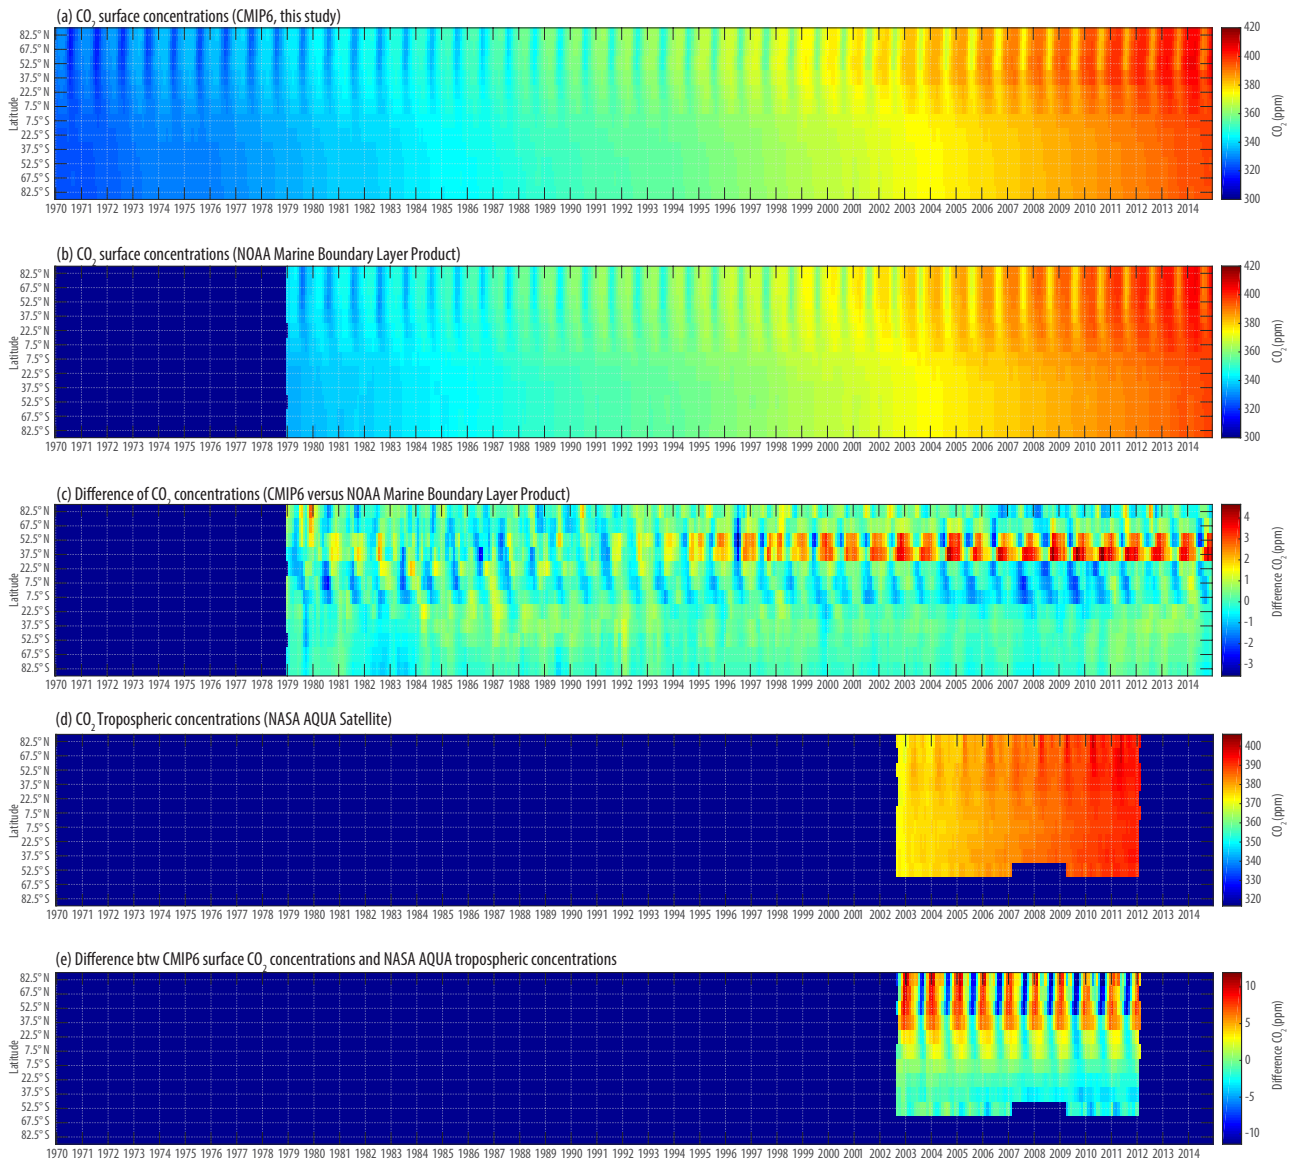 (a) CO2 surface concentrations (CMIP6, this study)
82.5° N
67.5° N
52.5° N
37.5° N
22.5° N
7.5° N
7.5° S
22.5° S
37.5° S
52.5° S
67.5° S
82.5° S
Latitude
1970 1971 1972 1973 1974 1975 1976 1977 1978 1979 1980 1981 1982 1983 1984 1985 1986 1987 1988 1989 1990 1991 1992 1993 1994 1995 1996 1997 1998 1999 2000 2001 2002 2003 2004 2005 2006 2007 2008 2009 2010 2011 2012 2013 2014
420
400
380
360
340
320
300
CO2 (ppm)
(b) CO2 surface concentrations (NOAA Marine Boundary Layer Product)
82.5° N
67.5° N
52.5° N
37.5° N
22.5° N
7.5° N
7.5° S
22.5° S
37.5° S
52.5° S
67.5° S
82.5° S
Latitude
1970 1971 1972 1973 1974 1975 1976 1977 1978 1979 1980 1981 1982 1983 1984 1985 1986 1987 1988 1989 1990 1991 1992 1993 1994 1995 1996 1997 1998 1999 2000 2001 2002 2003 2004 2005 2006 2007 2008 2009 2010 2011 2012 2013 2014
420
400
380
360
340
320
300
CO2 (ppm)
(c) Difference of CO2 concentrations (CMIP6 versus NOAA Marine Boundary Layer Product)
82.5° N
67.5° N
52.5° N
37.5° N
22.5° N
7.5° N
7.5° S
22.5° S
37.5° S
52.5° S
67.5° S
82.5° S
Latitude
1970 1971 1972 1973 1974 1975 1976 1977 1978 1979 1980 1981 1982 1983 1984 1985 1986 1987 1988 1989 1990 1991 1992 1993 1994 1995 1996 1997 1998 1999 2000 2001 2002 2003 2004 2005 2006 2007 2008 2009 2010 2011 2012 2013 2014
4
3
2
1
0
-1
-2
-3
Difference CO2 (ppm)
(d) CO2 Tropospheric concentrations (NASA AQUA Satellite)
82.5° N
67.5° N
52.5° N
37.5° N
22.5° N
7.5° N
7.5° S
22.5° S
37.5° S
52.5° S
67.5° S
82.5° S
Latitude
1970 1971 1972 1973 1974 1975 1976 1977 1978 1979 1980 1981 1982 1983 1984 1985 1986 1987 1988 1989 1990 1991 1992 1993 1994 1995 1996 1997 1998 1999 2000 2001 2002 2003 2004 2005 2006 2007 2008 2009 2010 2011 2012 2013 2014
400
390
380
370
360
350
340
330
320
CO2 (ppm)
(e) Difference btw CMIP6 surface CO2 concentrations and NASA AQUA tropospheric concentrations
82.5° N
67.5° N
52.5° N
37.5° N
22.5° N
7.5° N
7.5° S
22.5° S
37.5° S
52.5° S
67.5° S
82.5° S
Latitude
1970 1971 1972 1973 1974 1975 1976 1977 1978 1979 1980 1981 1982 1983 1984 1985 1986 1987 1988 1989 1990 1991 1992 1993 1994 1995 1996 1997 1998 1999 2000 2001 2002 2003 2004 2005 2006 2007 2008 2009 2010 2011 2012 2013 2014
10
5
0
-5
-10
Difference CO2 (ppm)